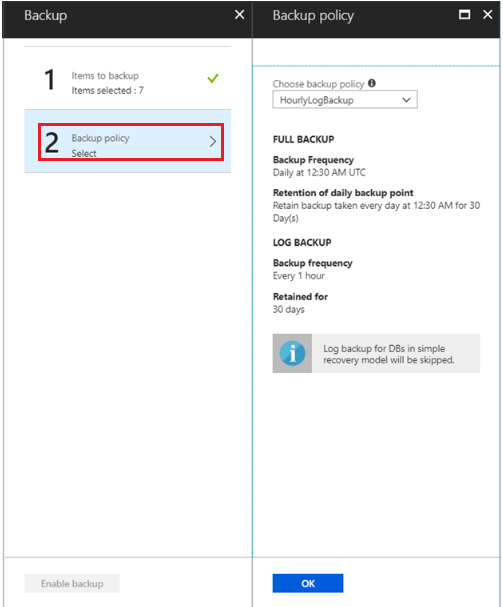 Backup
1
Items to backup
Items selected : 7
2
Backup policy
Select
Enable backup
Backup policy
Choose backup policy
HourlyLogBackup
FULL BACKUP
Backup Frequency
Daily at 12:30 AM UTC
Retention of daily backup point
Retain backup taken every day at 12:30 AM for 30
Day(s)
LOG BACKUP
Backup frequency
Every 1 hour
Retained for
30 days
Log backup for DBs in simple
recovery model will be skipped.
OK